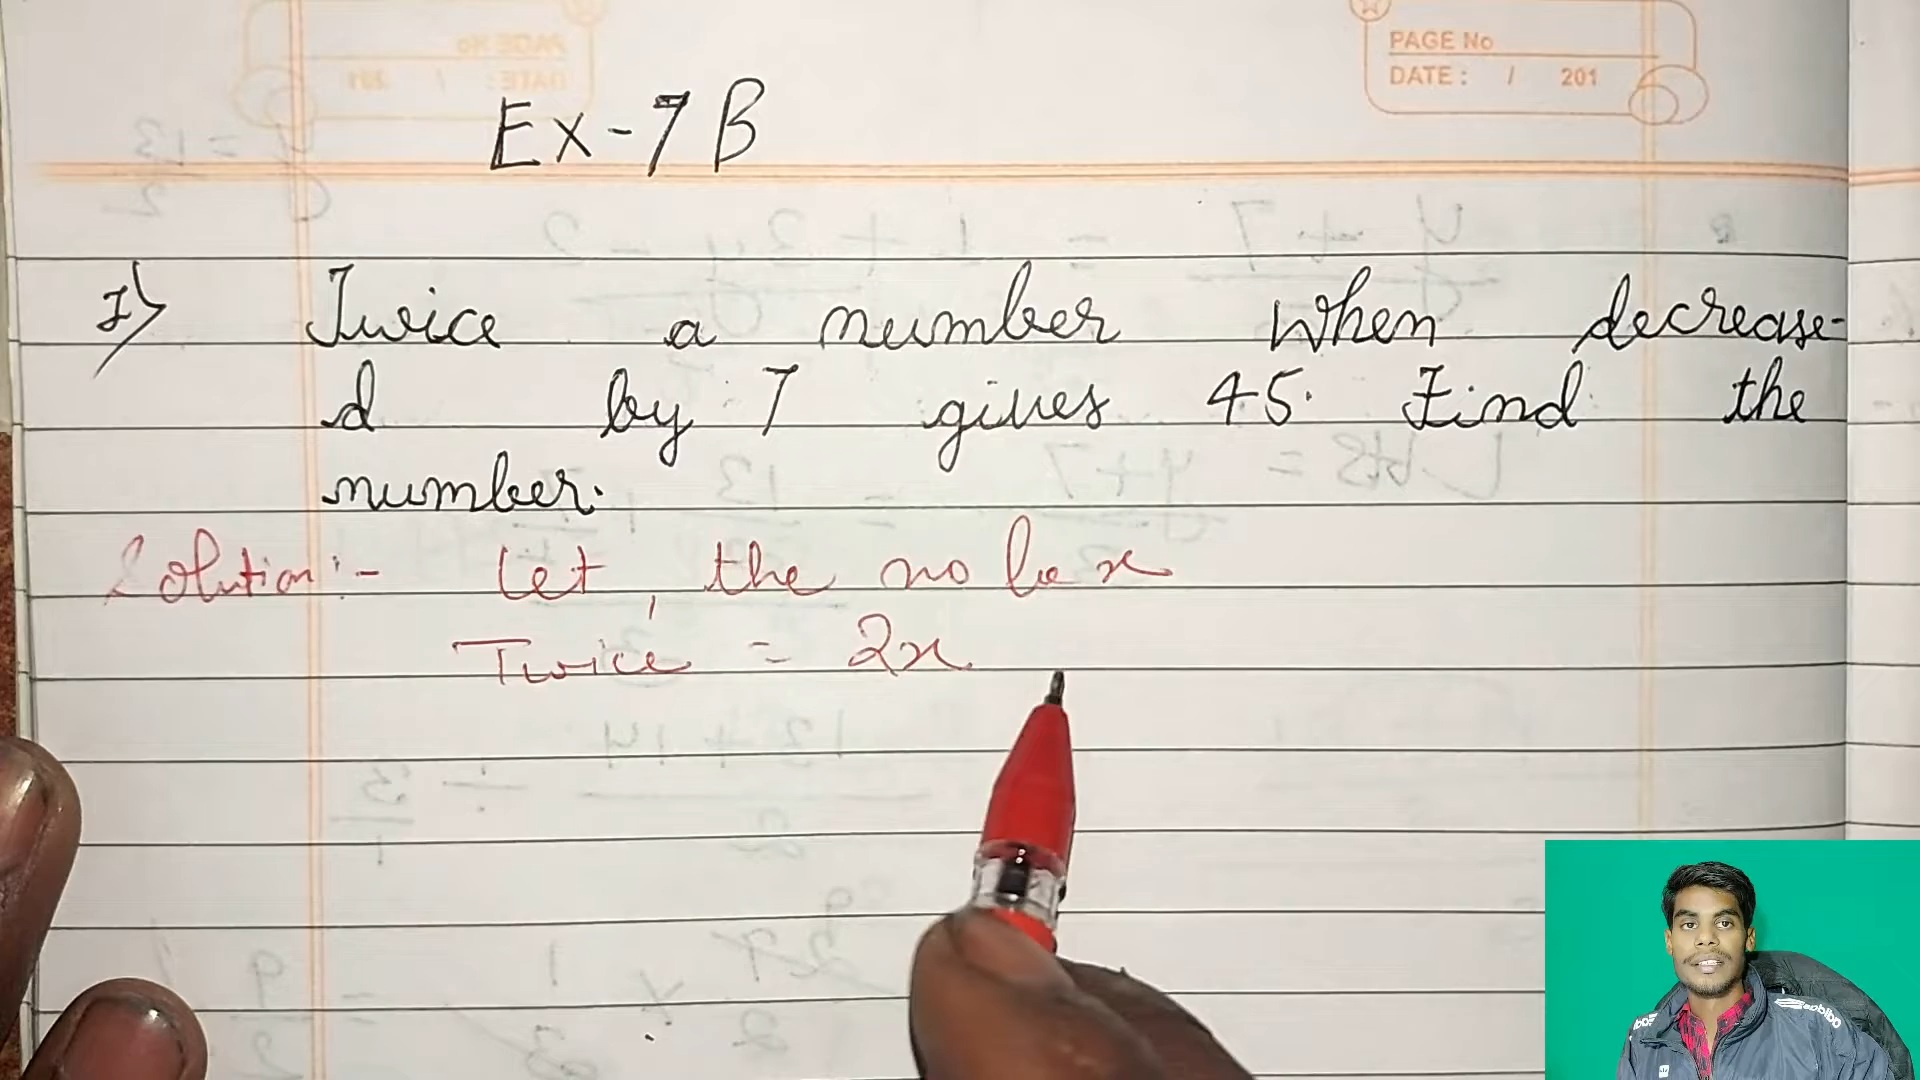 PAGE No
DATE : / 201
Ex-7 B
1)
Twice a number when decrease-
d by 7 gives 45. Find the
number.
Solution :- Let, the no be x
Twice = 2x